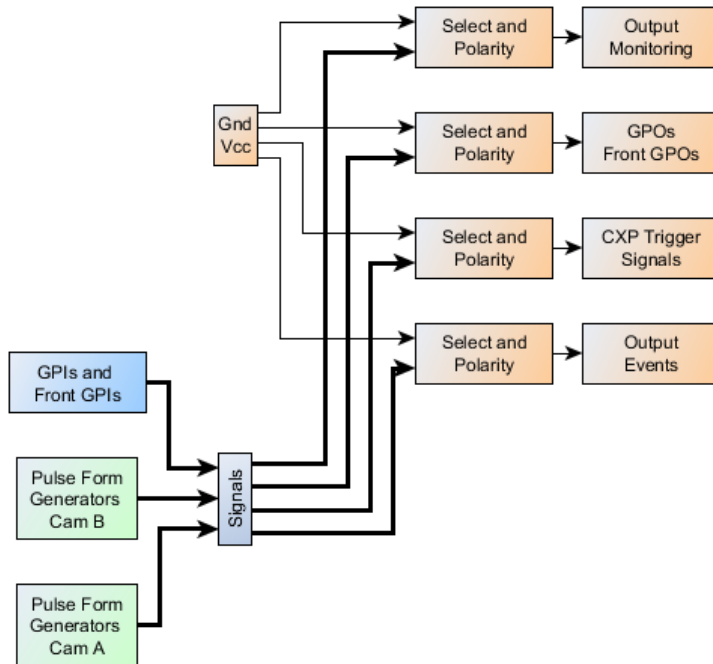 Select and
Polarity
Output
Monitoring
Gnd
Vcc
Select and
Polarity
GPOs
Front GPOs
Select and
Polarity
CXP Trigger
Signals
Select and
Polarity
Output
Events
GPIs and
Front GPIs
Pulse Form
Generators
Cam B
Signals
Pulse Form
Generators
Cam A